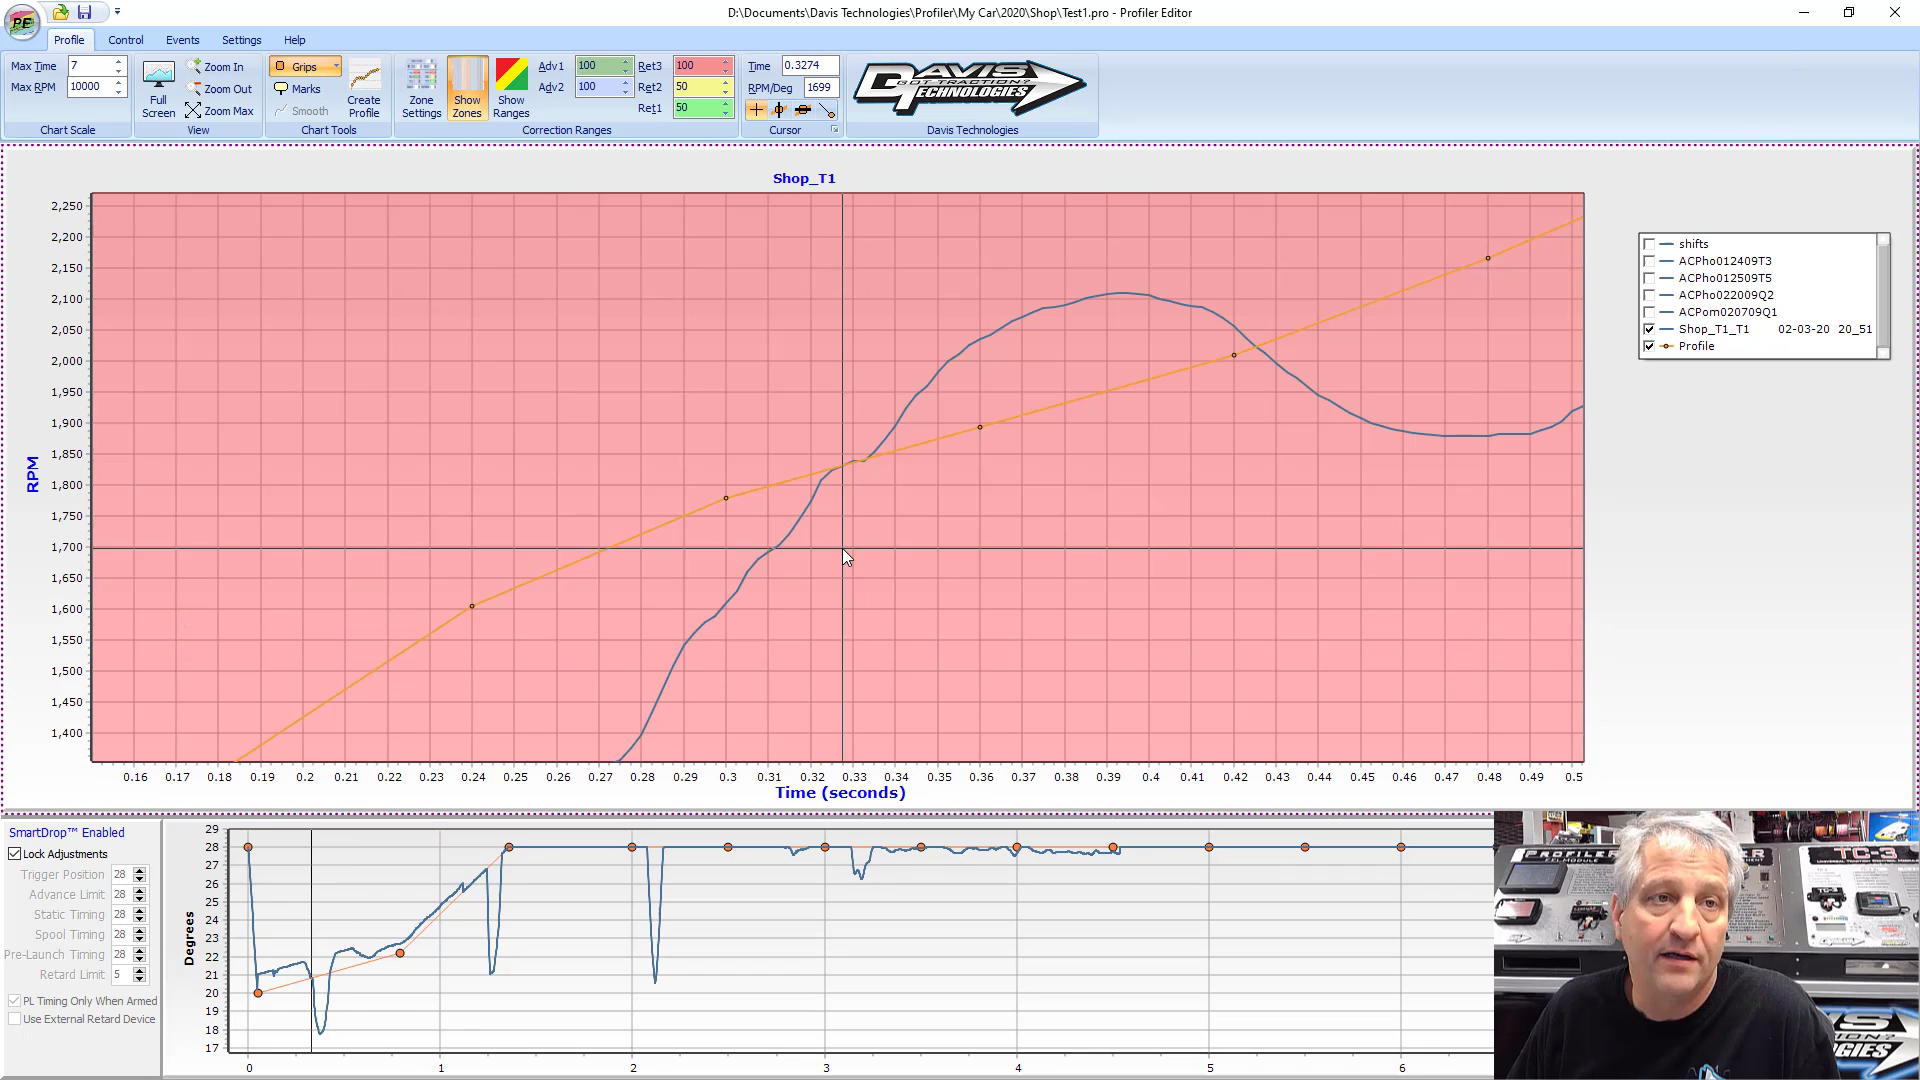 D:\Documents\Davis Technologies\Profiler\My Car\2020\Shop\Test1.pro - Profiler Editor
PE
Profile Control Events Settings Help
Max Time 7
Max RPM 10000
Chart Scale
Full Screen
Zoom In
Zoom Out
Zoom Max
View
Grips
Marks
Smooth
Create Profile
Chart Tools
Zone Settings
Show Zones
Show Ranges
Adv1 100
Adv2 100
Ret3 100
Ret2 50
Ret1 50
Correction Ranges
Time 0.3274
RPM/Deg 1699
Cursor
DAVIS
GOT TRACTION?
TECHNOLOGIES
Davis Technologies
Shop_T1
2,250
2,200
2,150
2,100
2,050
2,000
1,950
1,900
1,850
1,800
1,750
1,700
1,650
1,600
1,550
1,500
1,450
1,400
RPM
0.16 0.17 0.18 0.19 0.2 0.21 0.22 0.23 0.24 0.25 0.26 0.27 0.28 0.29 0.3 0.31 0.32 0.33 0.34 0.35 0.36 0.37 0.38 0.39 0.4 0.41 0.42 0.43 0.44 0.45 0.46 0.47 0.48 0.49 0.5
Time (seconds)
shifts
ACPho012409T3
ACPho012509T5
ACPho022009Q2
ACPom020709Q1
Shop_T1_T1 02-03-20 20_51
Profile
SmartDrop™ Enabled
Lock Adjustments
Trigger Position 28
Advance Limit 28
Static Timing 28
Spool Timing 28
Pre-Launch Timing 28
Retard Limit 5
PL Timing Only When Armed
Use External Retard Device
29
28
27
26
25
24
23
22
21
20
19
18
17
Degrees
0 1 2 3 4 5 6
PROFILER
TC-3